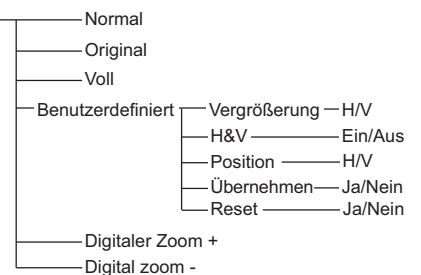 Normal
Original
Voll
Benutzerdefiniert Vergrößerung H/V
H&V Ein/Aus
Position H/V
Übernehmen Ja/Nein
Reset Ja/Nein
Digitaler Zoom +
Digital zoom -